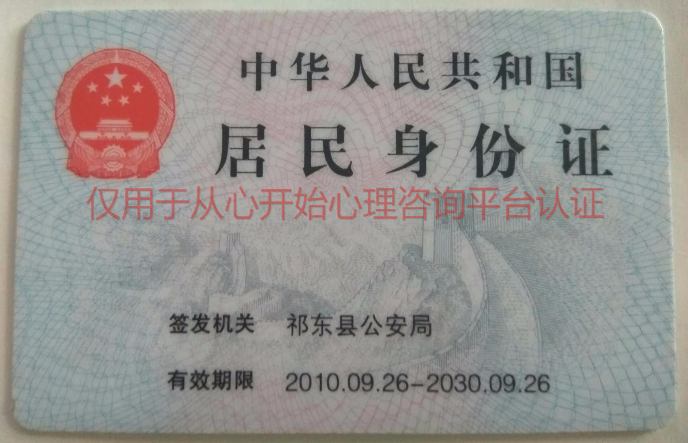 中华人民共和国
居民身份证
仅用于从心开始心理咨询平台认证
签发机关 祁东县公安局
有效期限 2010.09.26-2030.09.26